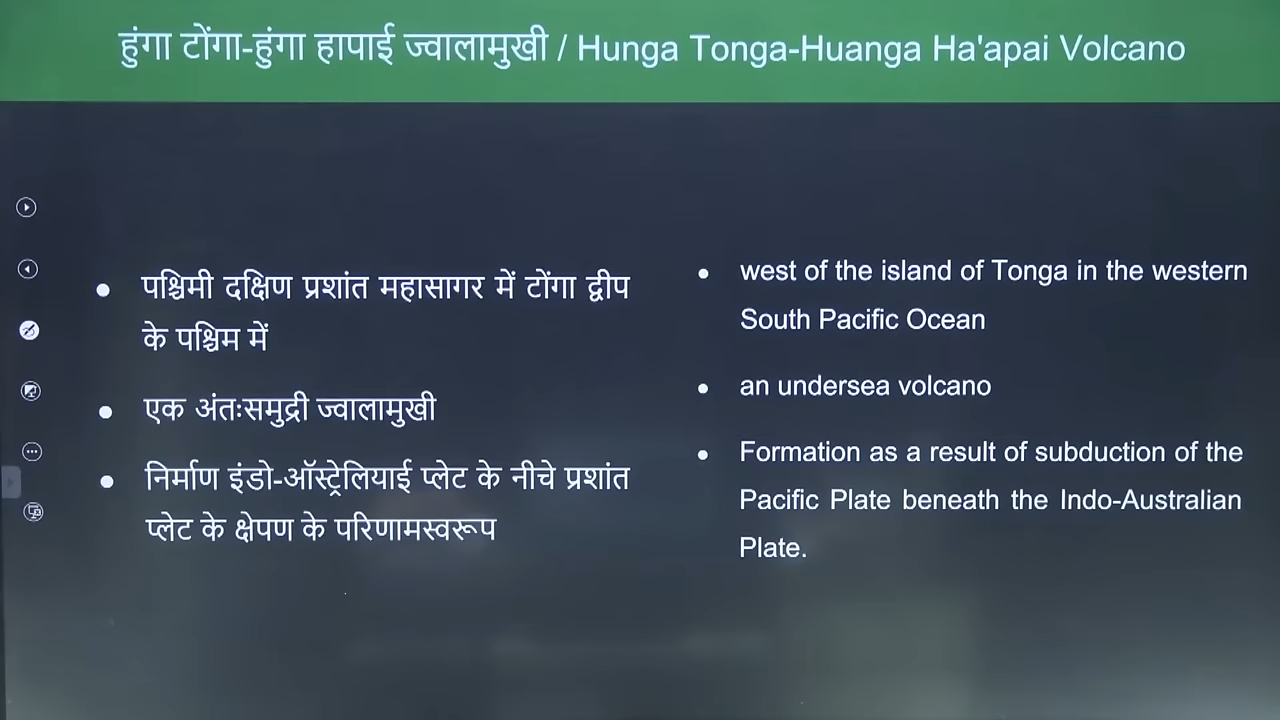 हुंगा टोंगा-हुंगा हापाई ज्वालामुखी / Hunga Tonga-Huanga Ha'apai Volcano
पश्चिमी दक्षिण प्रशांत महासागर में टोंगा द्वीप
के पश्चिम में
एक अंतःसमुद्री ज्वालामुखी
निर्माण इंडो-ऑस्ट्रेलियाई प्लेट के नीचे प्रशांत
प्लेट के क्षेपण के परिणामस्वरूप
west of the island of Tonga in the western
South Pacific Ocean
an undersea volcano
Formation as a result of subduction of the
Pacific Plate beneath the Indo-Australian
Plate.